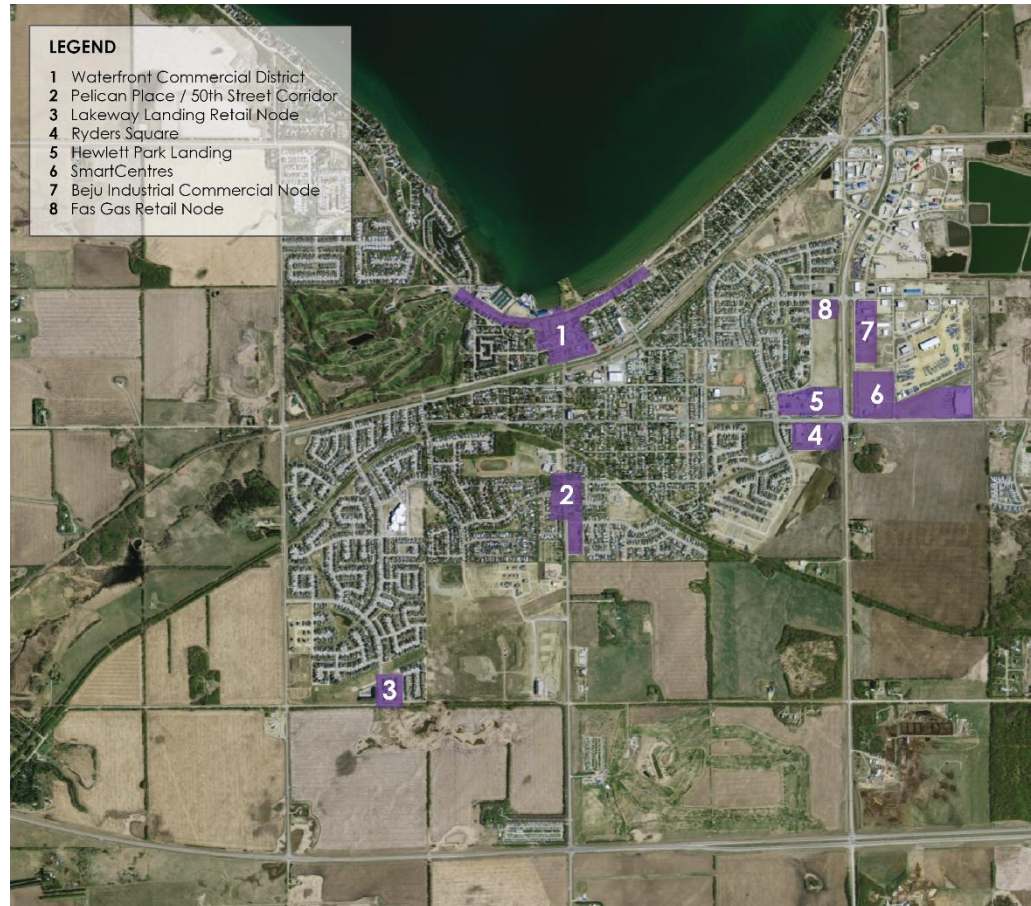 LEGEND
1 Waterfront Commercial District
2 Pelican Place / 50th Street Corridor
3 Lakeway Landing Retail Node
4 Ryders Square
5 Hewlett Park Landing
6 SmartCentres
7 Beju Industrial Commercial Node
8 Fas Gas Retail Node
8
7
1
6
5
4
2
3